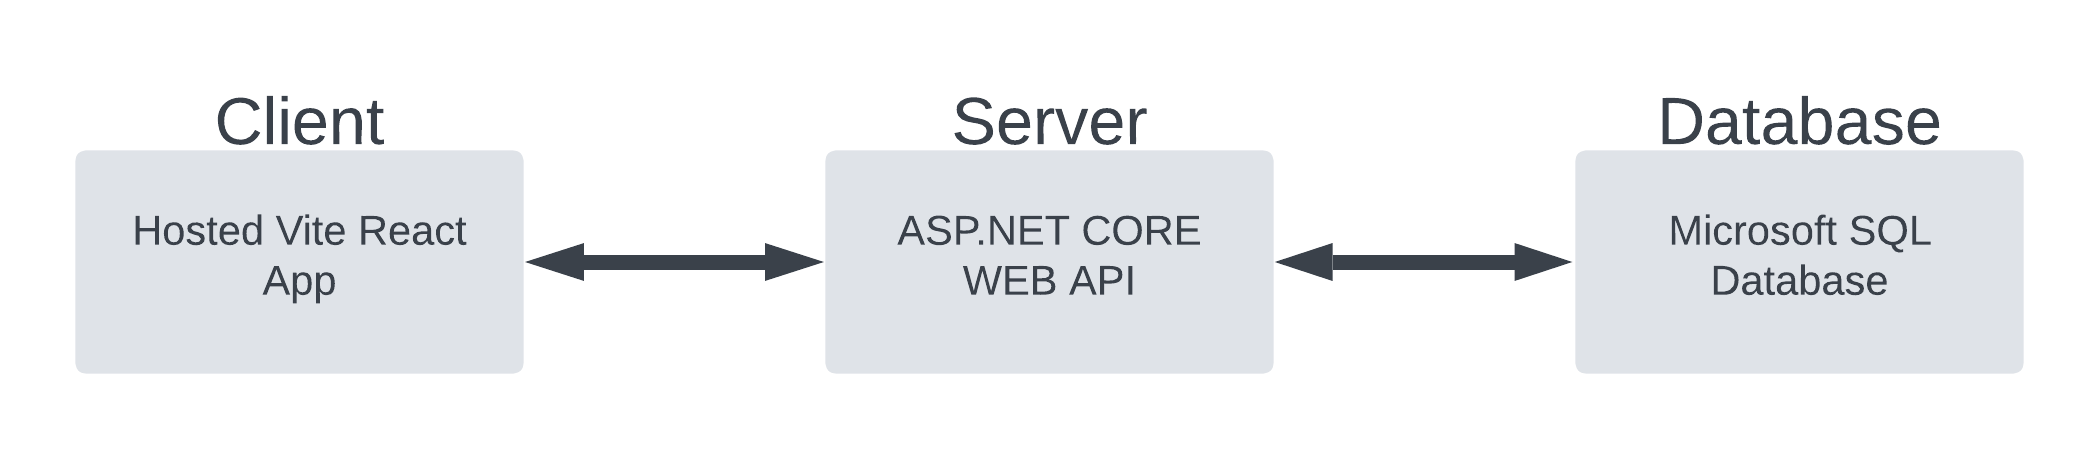 Client
Hosted Vite React
App
Server
ASP.NET CORE
WEB API
Database
Microsoft SQL
Database